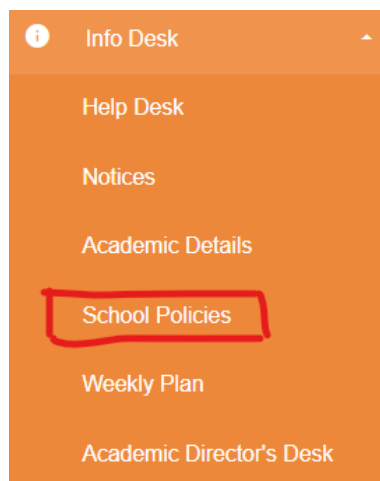 Info Desk
Help Desk
Notices
Academic Details
School Policies
Weekly Plan
Academic Director's Desk